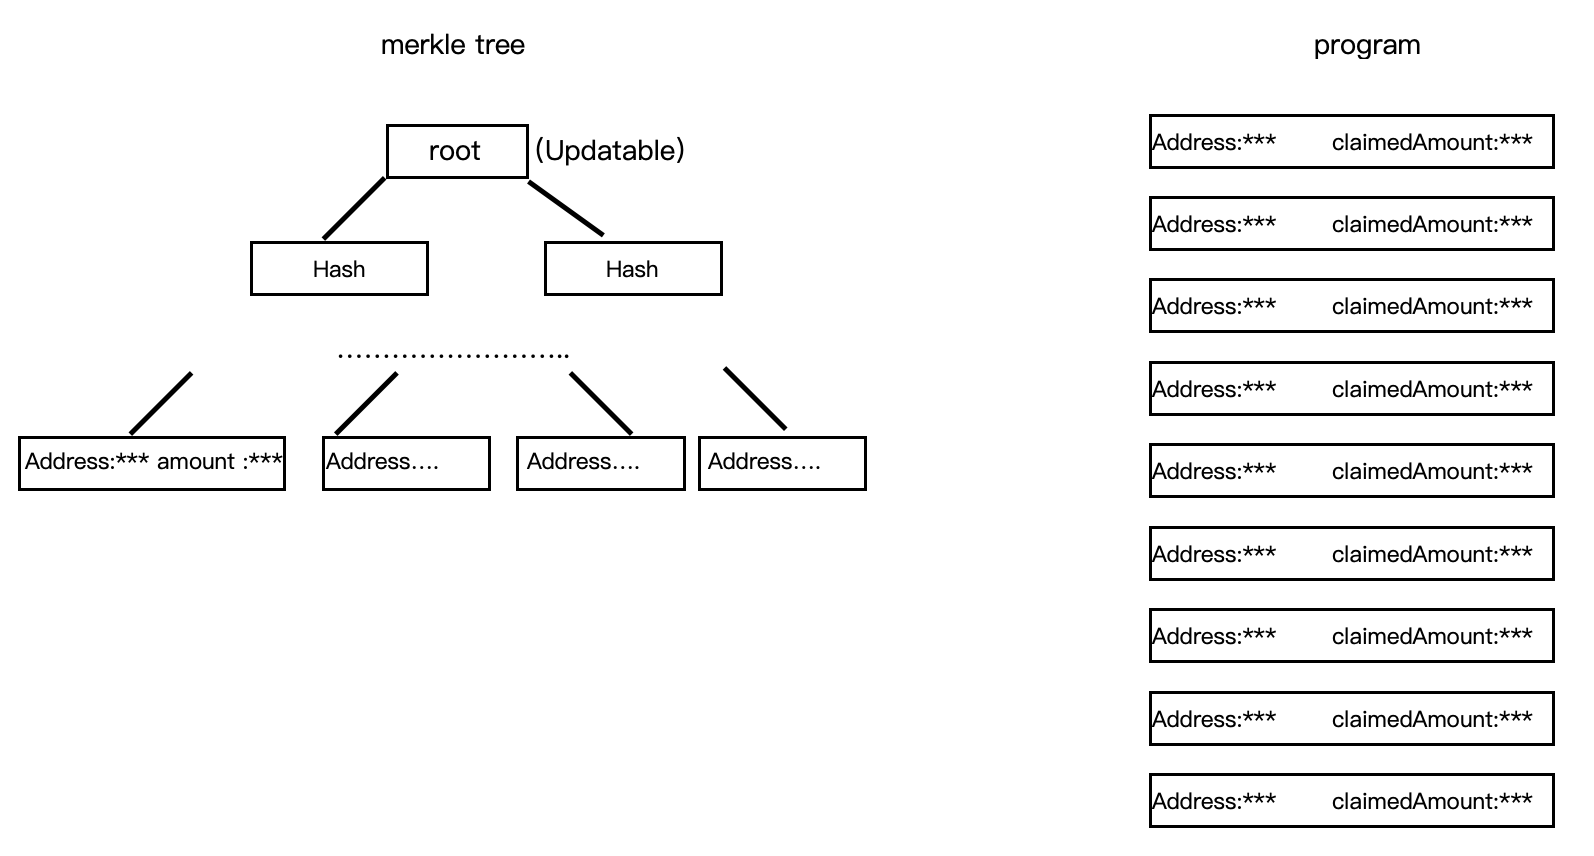 merkle tree
root (Updatable)
Hash
Hash
............................
Address:*** amount :***
Address....
Address....
Address....
program
Address:*** claimedAmount:***
Address:*** claimedAmount:***
Address:*** claimedAmount:***
Address:*** claimedAmount:***
Address:*** claimedAmount:***
Address:*** claimedAmount:***
Address:*** claimedAmount:***
Address:*** claimedAmount:***
Address:*** claimedAmount:***